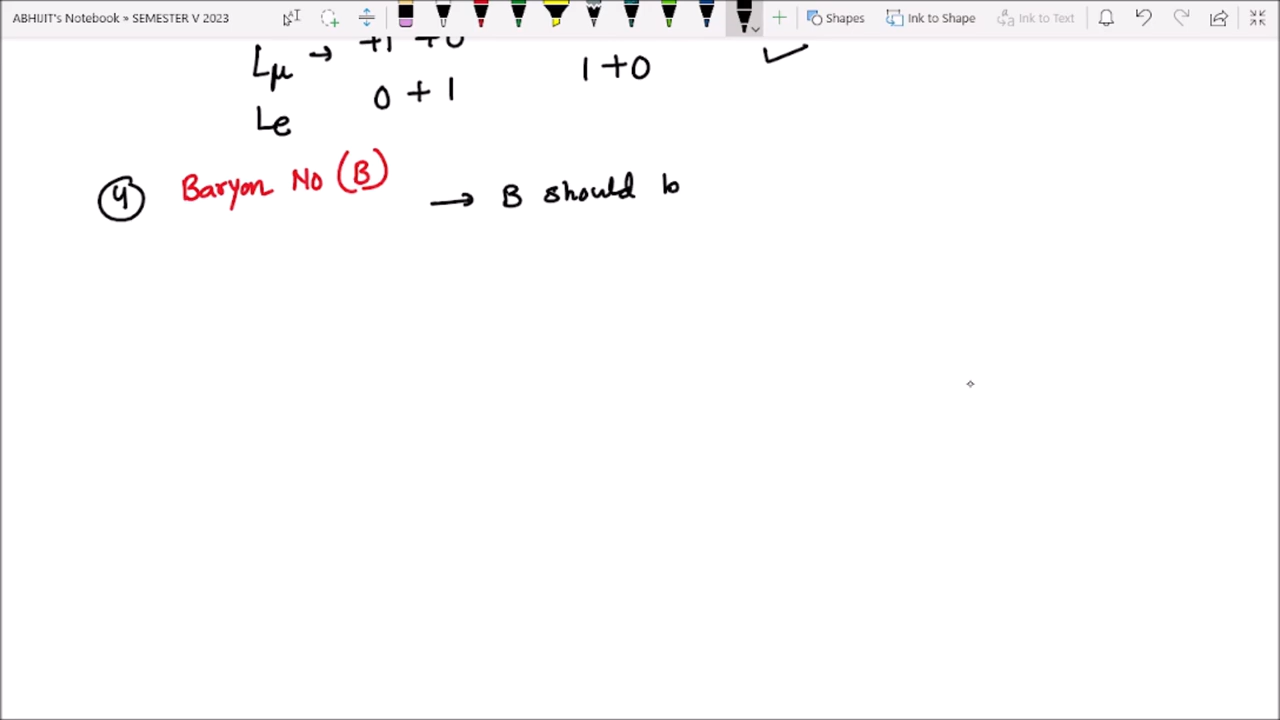 ABHIJIT's Notebook » SEMESTER V 2023
Shapes
Ink to Shape
Ink to Text
Lμ → +1 +0
1+0
Le 0 + 1
4 Baryon No (B) → B should b